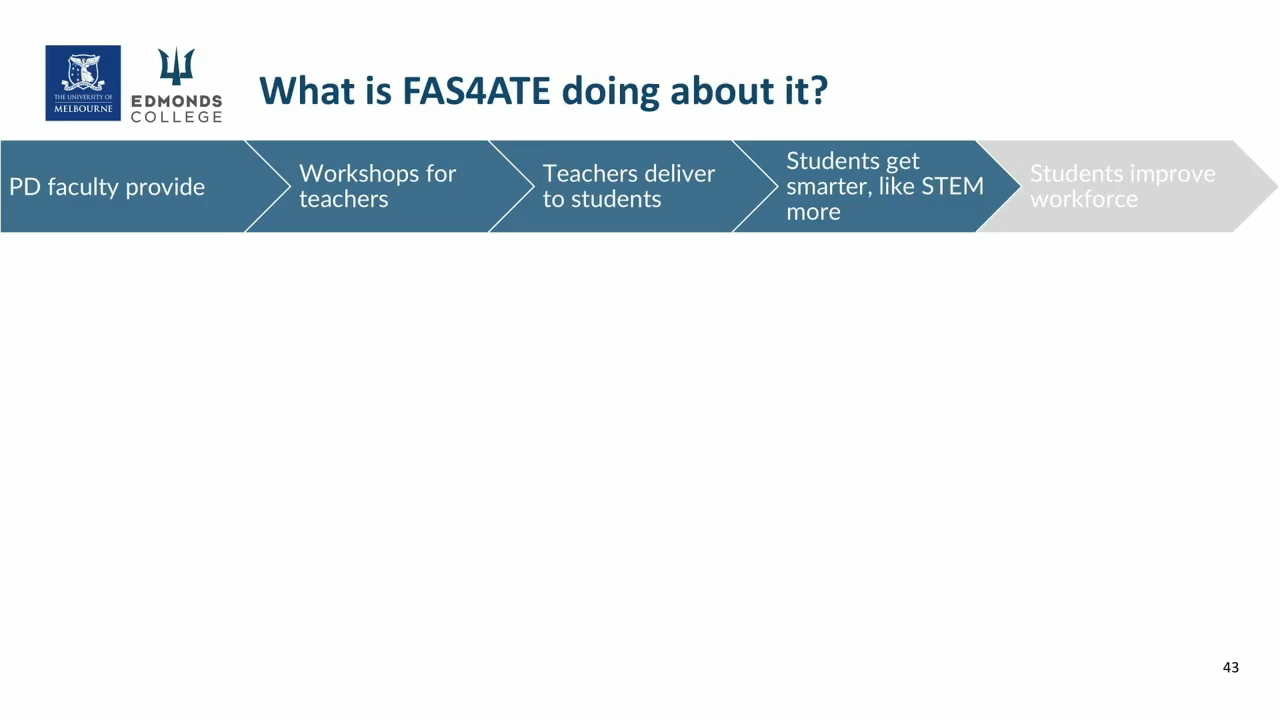 THE UNIVERSITY OF
MELBOURNE
EDMONDS
COLLEGE
What is FAS4ATE doing about it?
PD faculty provide
Workshops for
teachers
Teachers deliver
to students
Students get
smarter, like STEM
more
Students improve
workforce
43